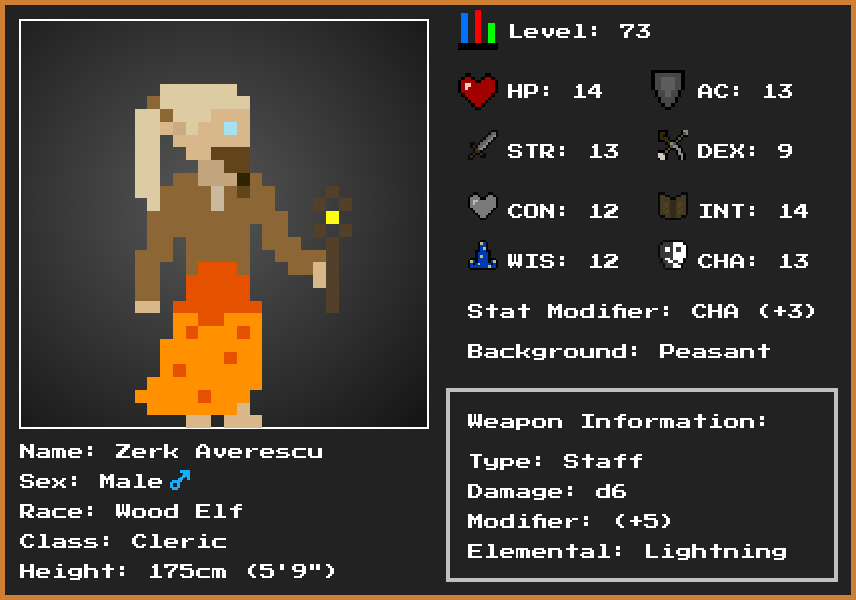 Level: 73
HP: 14 AC: 13
STR: 13 DEX: 9
CON: 12 INT: 14
WIS: 12 CHA: 13
Stat Modifier: CHA (+3)
Background: Peasant
Weapon Information:
Type: Staff
Damage: d6
Modifier: (+5)
Elemental: Lightning
Name: Zerk Averescu
Sex: Male♂
Race: Wood Elf
Class: Cleric
Height: 175cm (5'9")